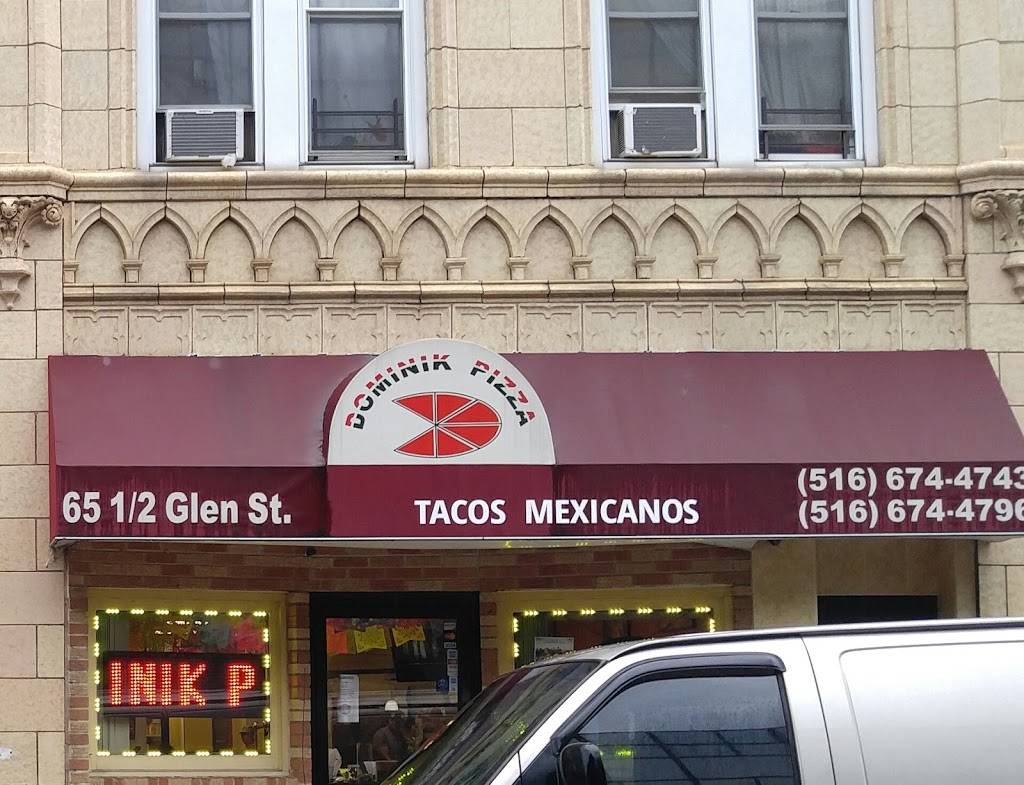 DOMINIK PIZZA
65 1/2 Glen St.
TACOS MEXICANOS
(516) 674-4743
(516) 674-4796
INIK P